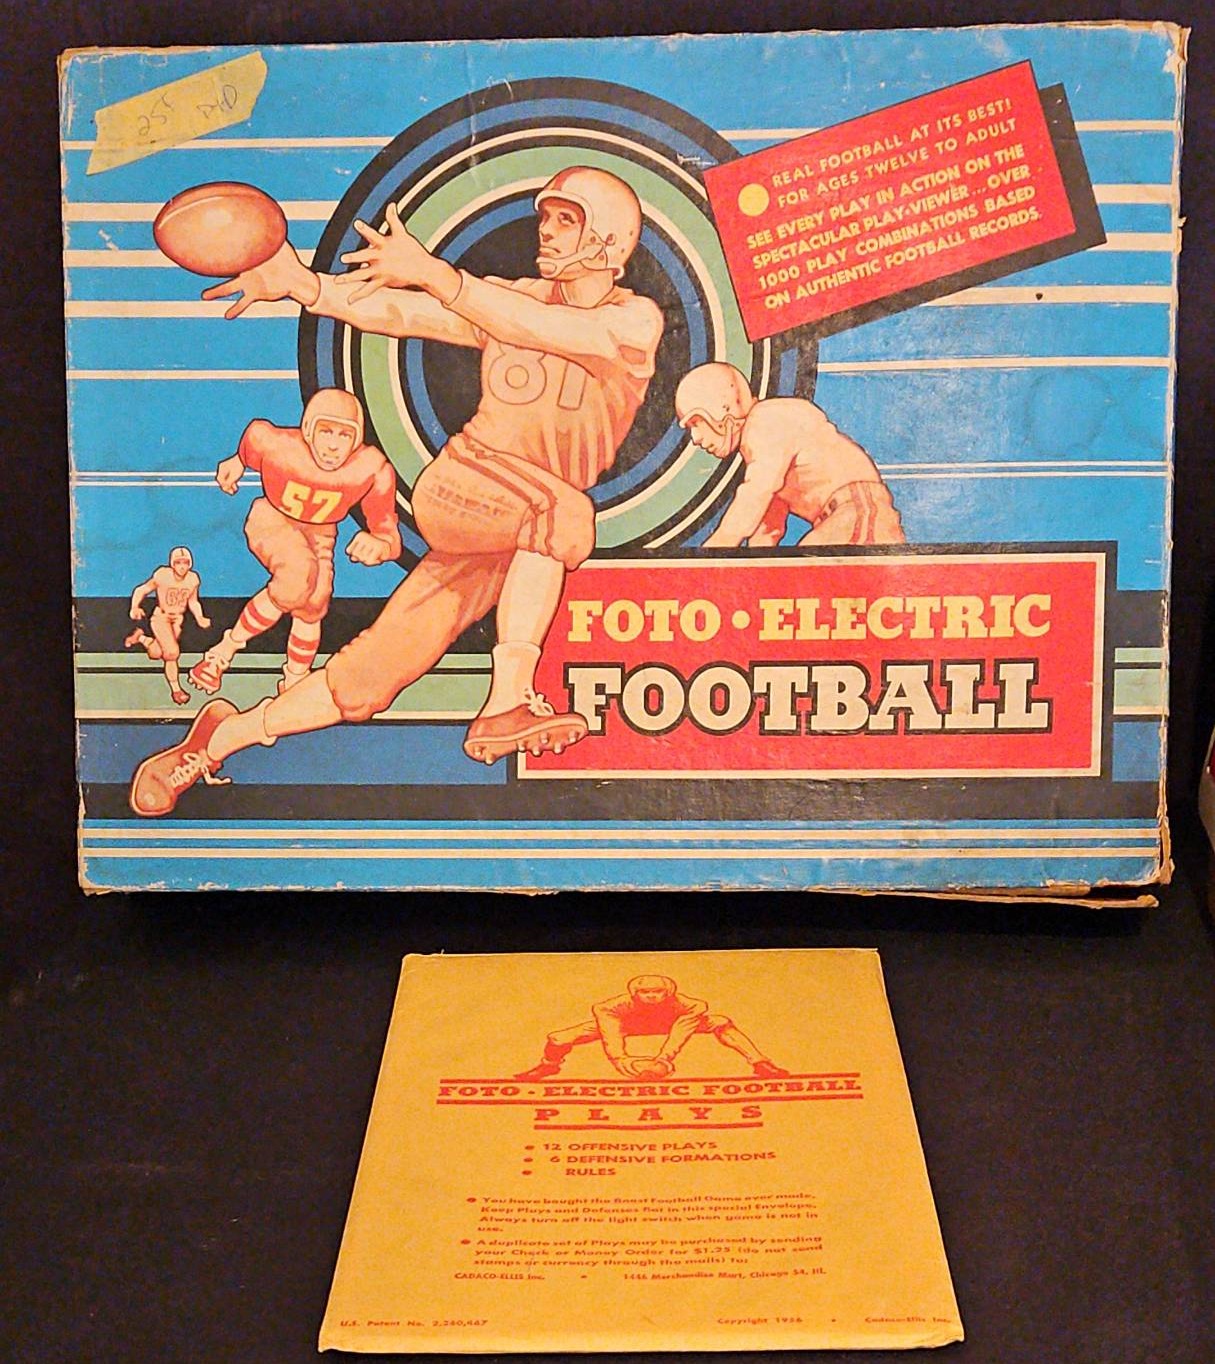 REAL FOOTBALL AT ITS BEST!
FOR AGES TWELVE TO ADULT
SEE EVERY PLAY IN ACTION ON THE
SPECTACULAR PLAY-VIEWER...OVER
1000 PLAY COMBINATIONS BASED
ON AUTHENTIC FOOTBALL RECORDS.
81
57
FOTO • ELECTRIC
FOOTBALL
FOTO - ELECTRIC FOOTBALL
PLAYS
• 12 OFFENSIVE PLAYS
• 6 DEFENSIVE FORMATIONS
• RULES
• You have bought the finest Football Game ever made.
Keep Plays and Defenses flat in this special Envelope.
Always turn off the light switch when game is not in
use.
• A duplicate set of Plays may be purchased by sending
your Check or Money Order for $1.25 (do not send
stamps or currency through the mails) to:
CADACO-ELLIS Inc. • 1446 Merchandise Mart, Chicago 54, Ill.
U.S. Patent No. 2,260,467 Copyright 1956 • Cadaco-Ellis Inc.